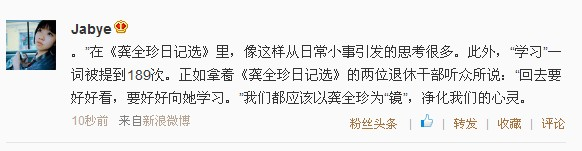 Jabye
。”在《龚全珍日记选》里，像这样从日常小事引发的思考很多。此外，“学习”一
词被提到189次。正如拿着《龚全珍日记选》的两位退休干部听众所说：“回去要
好好看，要好好向她学习。”我们都应该以龚全珍为“镜”，净化我们的心灵。
10秒前 来自新浪微博 粉丝头条 | 转发 | 收藏 | 评论